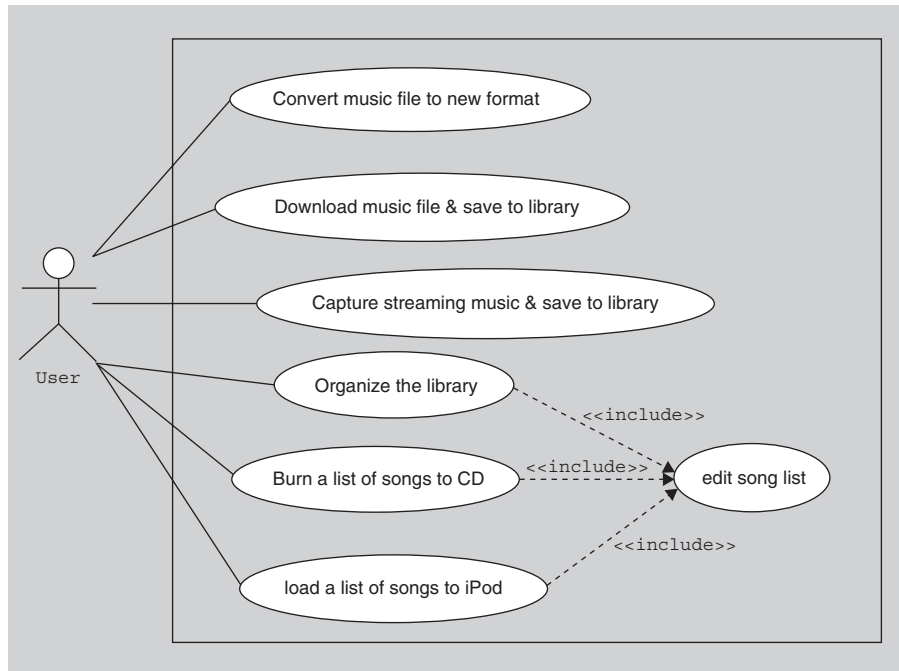 Convert music file to new format
Download music file & save to library
Capture streaming music & save to library
User
Organize the library
<<include>>
Burn a list of songs to CD
<<include>>
edit song list
<<include>>
load a list of songs to iPod